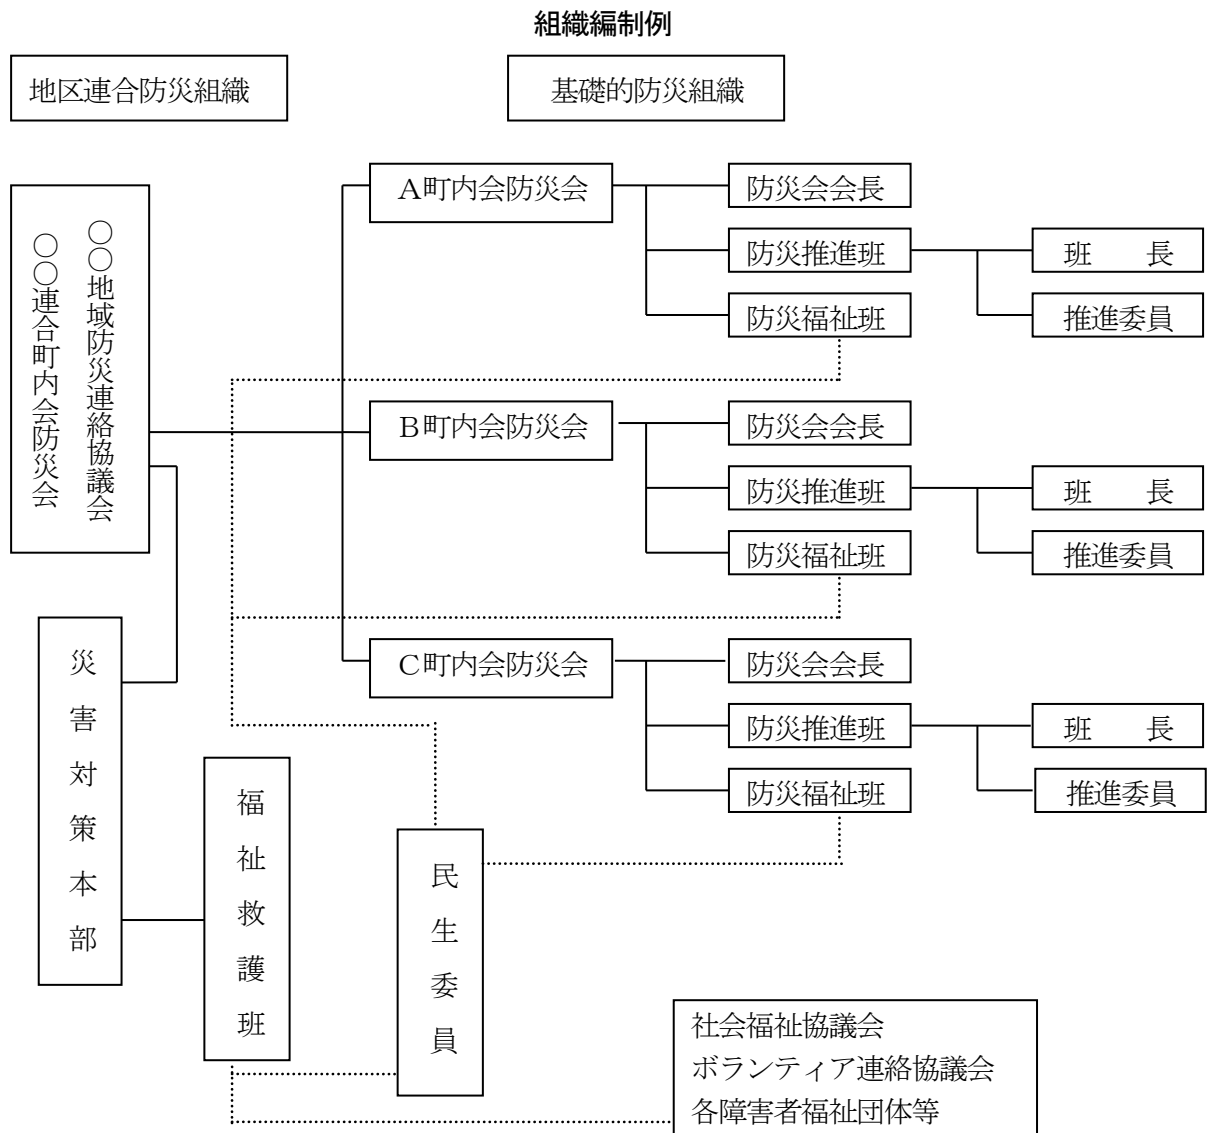 組織編制例
地区連合防災組織
基礎的防災組織
○○地域防災連絡協議会
○○連合町内会防災会
A町内会防災会
防災会会長
防災推進班
班　　長
防災福祉班
推進委員
B町内会防災会
防災会会長
防災推進班
班　　長
防災福祉班
推進委員
C町内会防災会
防災会会長
防災推進班
班　　長
防災福祉班
推進委員
災害対策本部
福祉救護班
民生委員
社会福祉協議会
ボランティア連絡協議会
各障害者福祉団体等